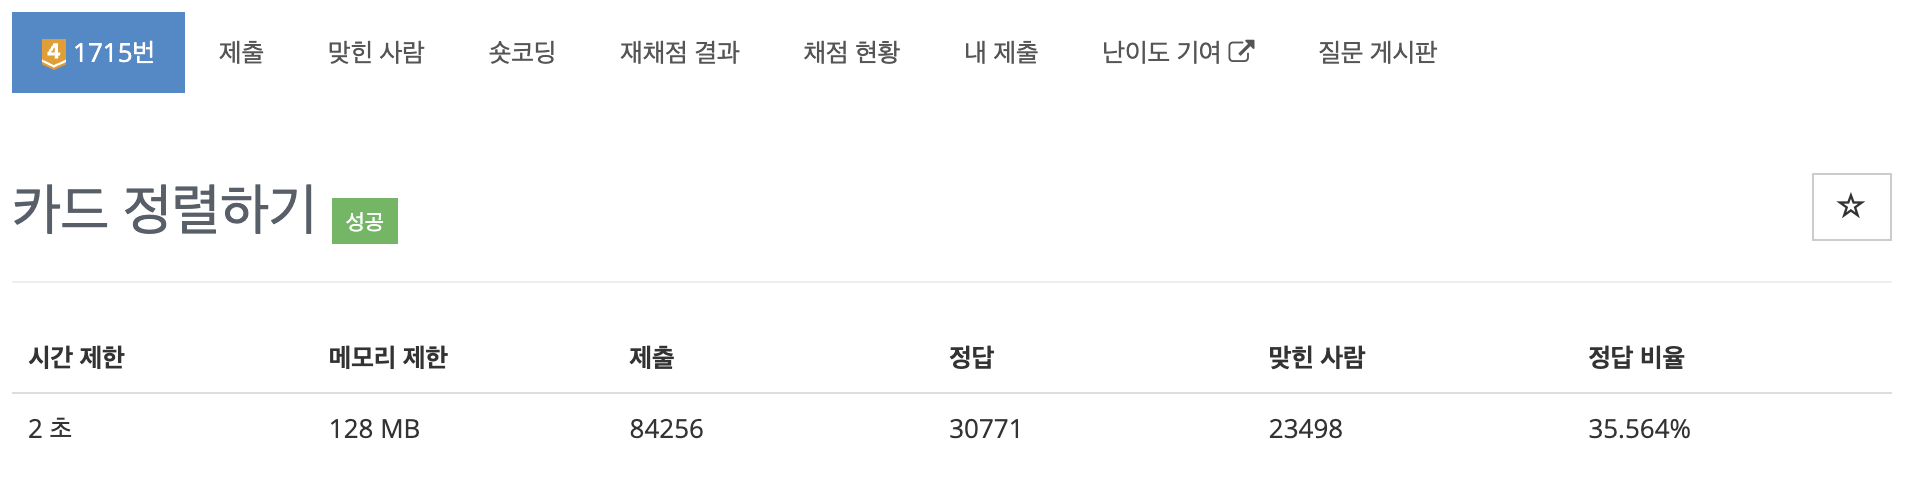 4 1715번 제출 맞힌 사람 숏코딩 재채점 결과 채점 현황 내 제출 난이도 기여 질문 게시판
카드 정렬하기 성공
시간 제한 메모리 제한 제출 정답 맞힌 사람 정답 비율
2 초 128 MB 84256 30771 23498 35.564%